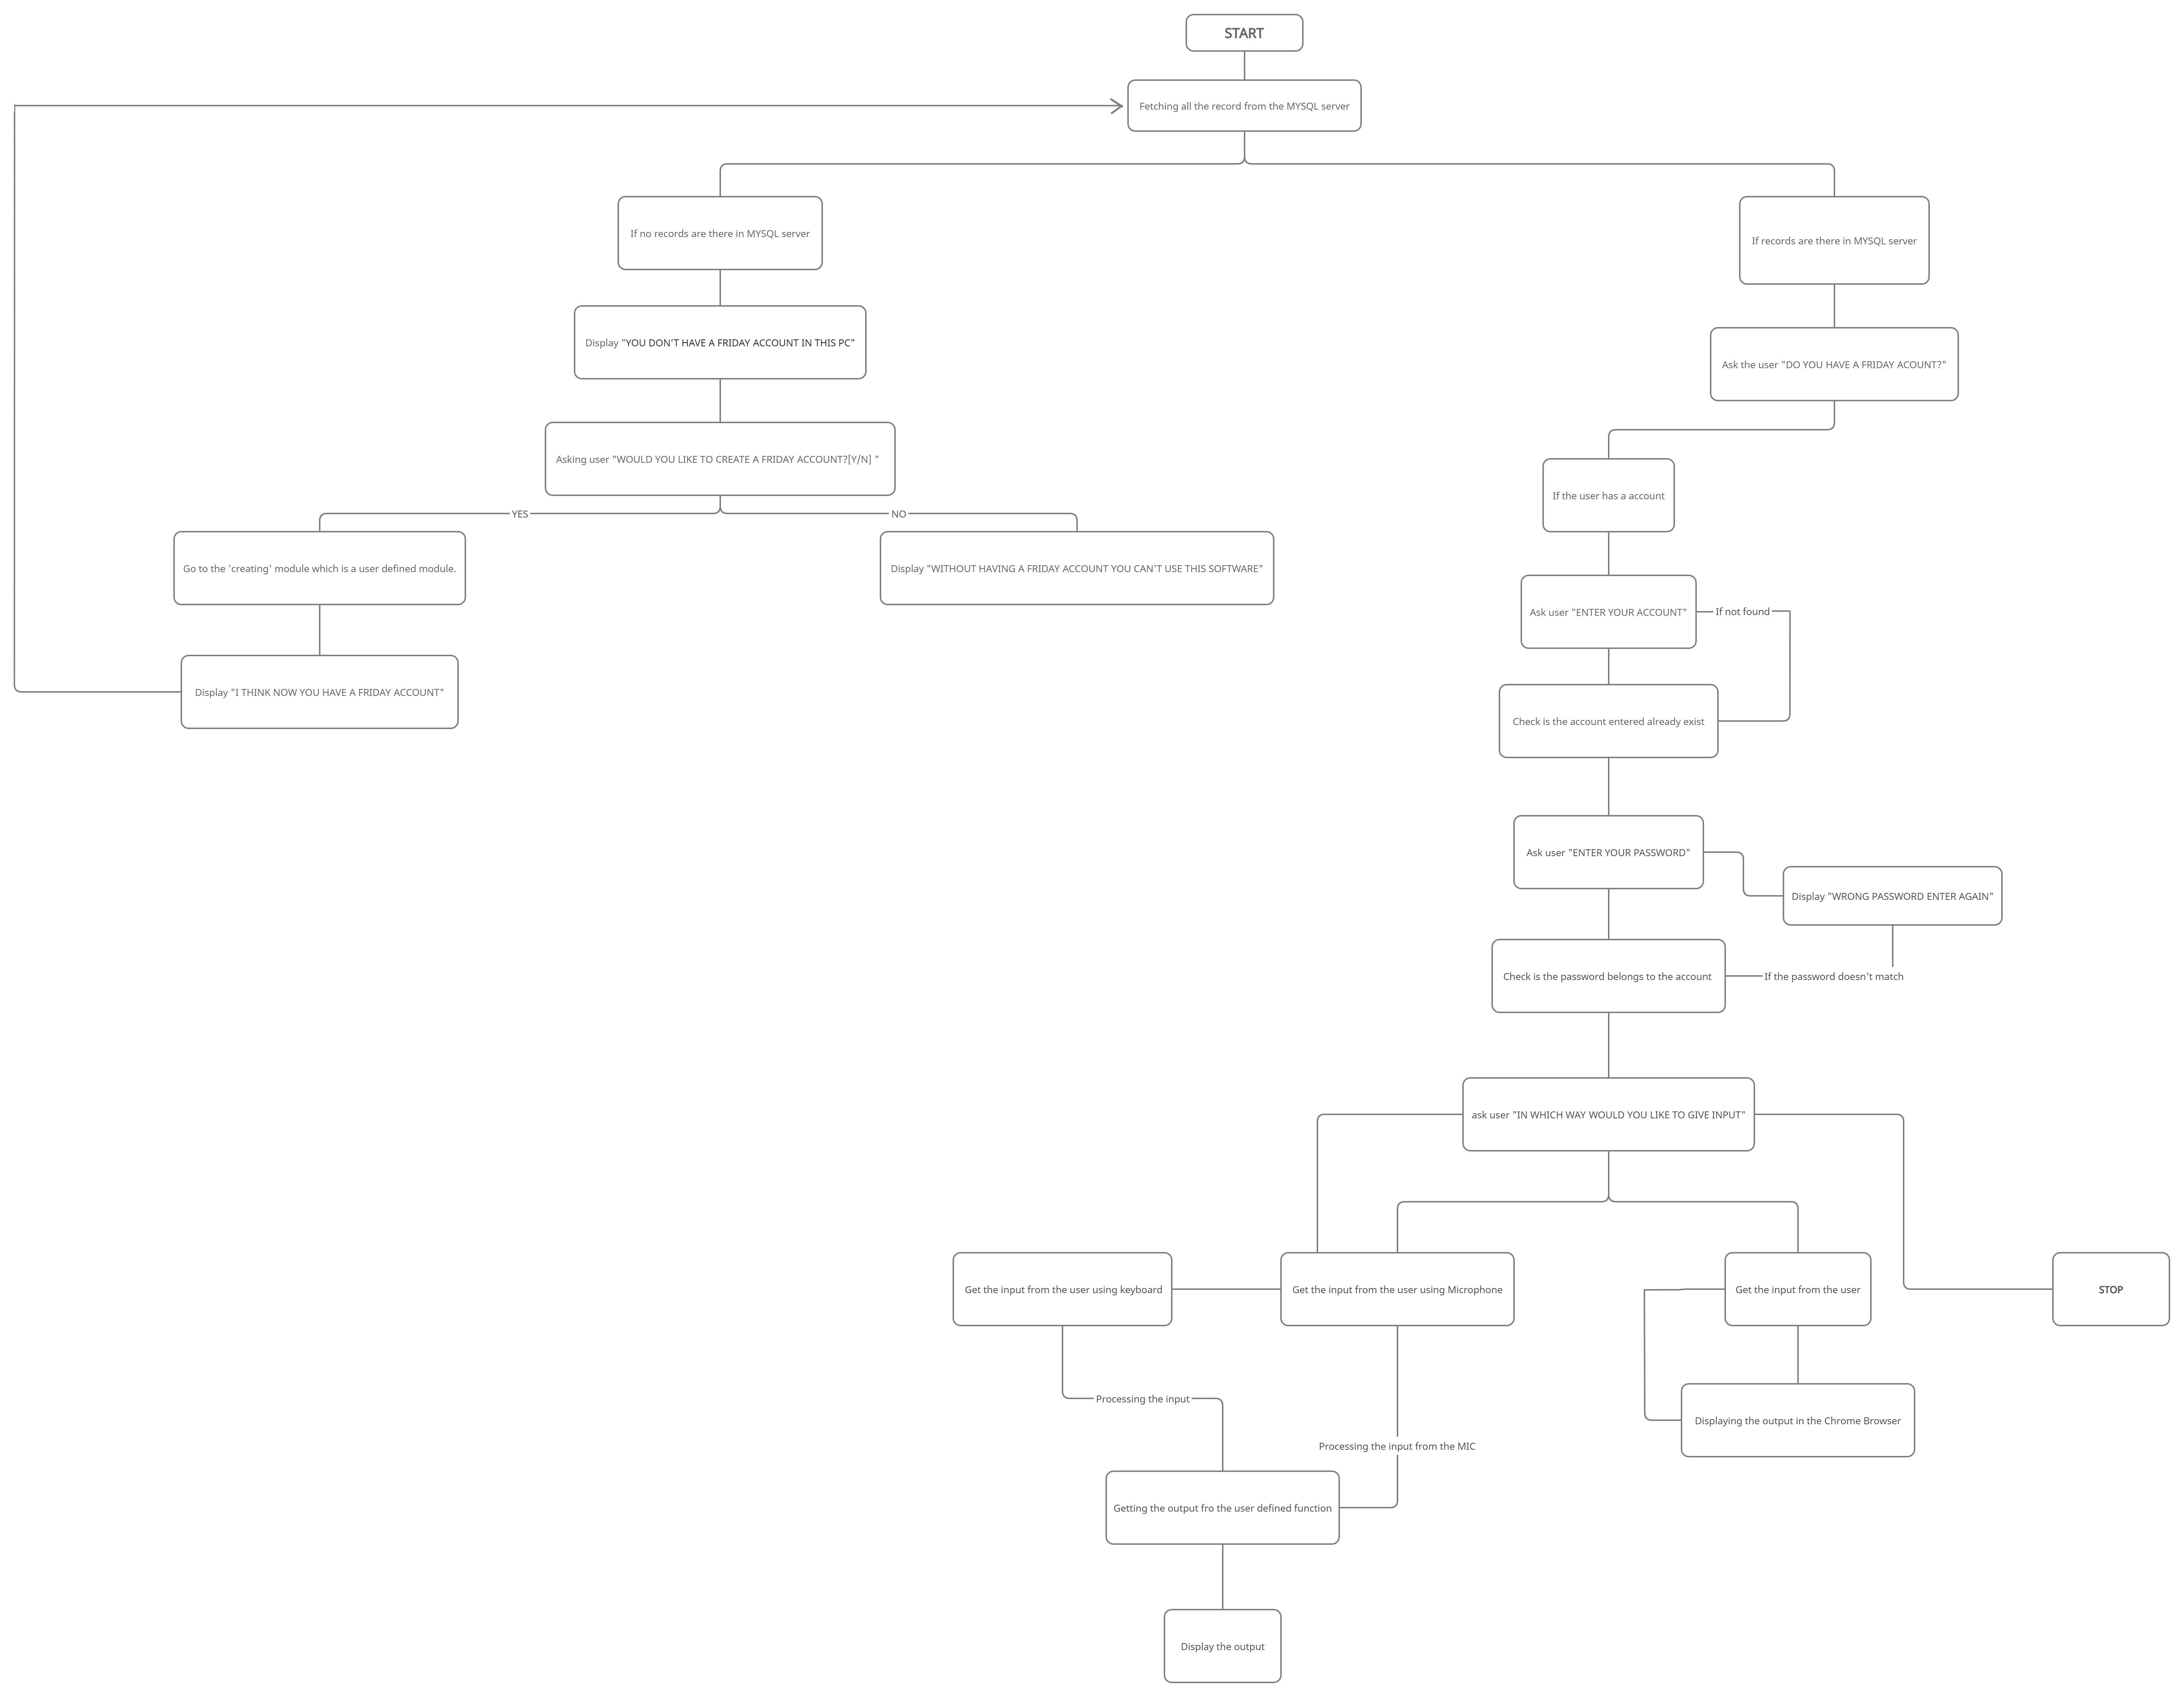 START
Fetching all the record from the MYSQL server
If no records are there in MYSQL server
If records are there in MYSQL server
Display "YOU DON'T HAVE A FRIDAY ACCOUNT IN THIS PC"
Ask the user "DO YOU HAVE A FRIDAY ACOUNT?"
Asking user "WOULD YOU LIKE TO CREATE A FRIDAY ACCOUNT?[Y/N] "
If the user has a account
YES
NO
Go to the 'creating' module which is a user defined module.
Display "WITHOUT HAVING A FRIDAY ACCOUNT YOU CAN'T USE THIS SOFTWARE"
Ask user "ENTER YOUR ACCOUNT"
If not found
Display "I THINK NOW YOU HAVE A FRIDAY ACCOUNT"
Check is the account entered already exist
Ask user "ENTER YOUR PASSWORD"
Display "WRONG PASSWORD ENTER AGAIN"
Check is the password belongs to the account
If the password doesn't match
ask user "IN WHICH WAY WOULD YOU LIKE TO GIVE INPUT"
Get the input from the user using keyboard
Get the input from the user using Microphone
Get the input from the user
STOP
Processing the input
Displaying the output in the Chrome Browser
Processing the input from the MIC
Getting the output fro the user defined function
Display the output